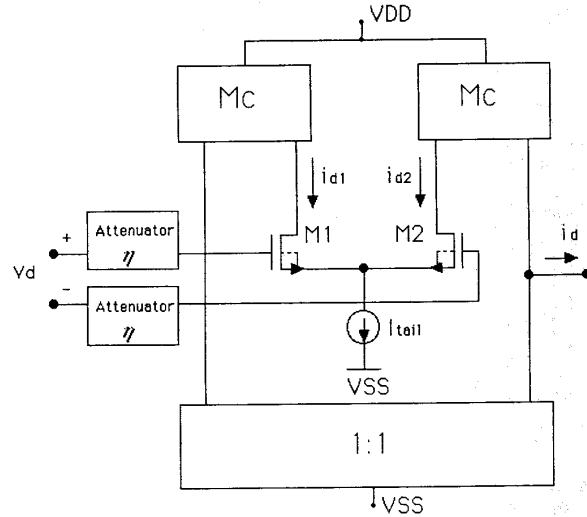 VDD
Mc
Mc
id1
id2
Attenuator
η
M1
M2
id
+
Vd
-
Attenuator
η
Itail
VSS
1:1
VSS